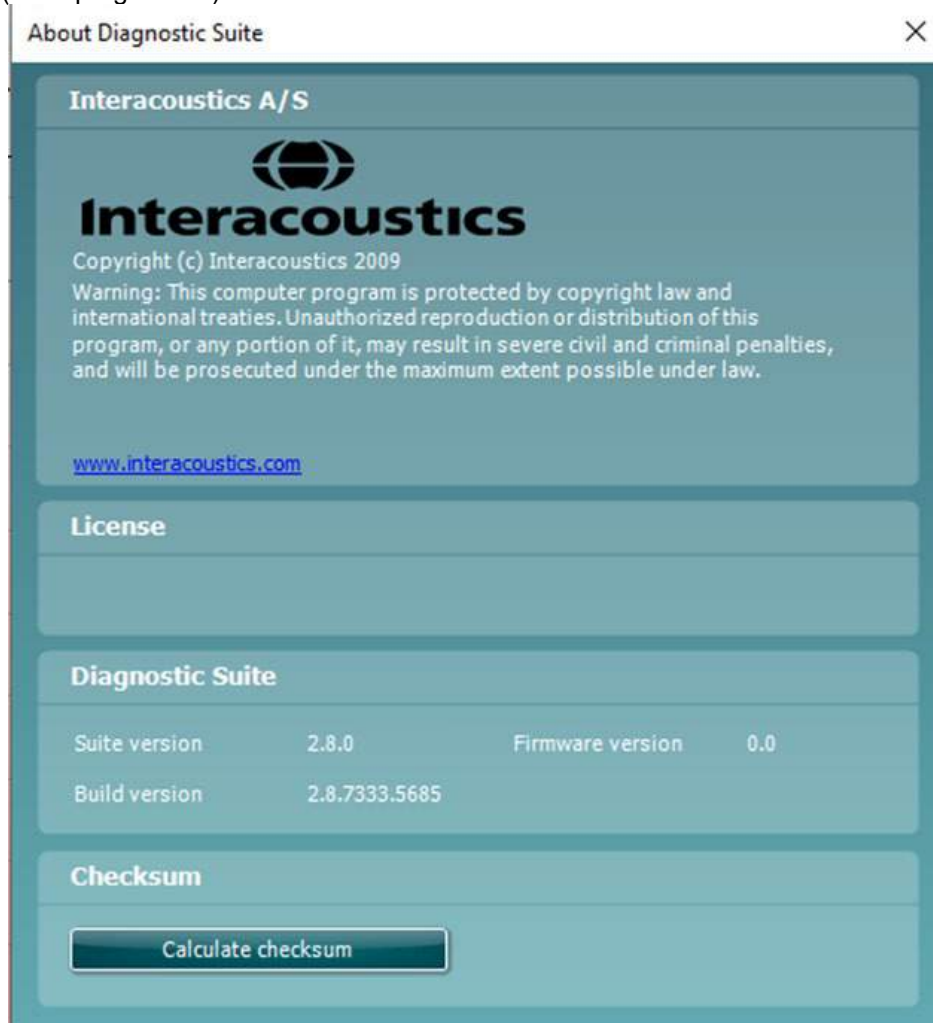 About Diagnostic Suite
Interacoustics A/S
Interacoustics
Copyright (c) Interacoustics 2009
Warning: This computer program is protected by copyright law and
international treaties. Unauthorized reproduction or distribution of this
program, or any portion of it, may result in severe civil and criminal penalties,
and will be prosecuted under the maximum extent possible under law.
www.interacoustics.com
License
Diagnostic Suite
Suite version 2.8.0 Firmware version 0.0
Build version 2.8.7333.5685
Checksum
Calculate checksum